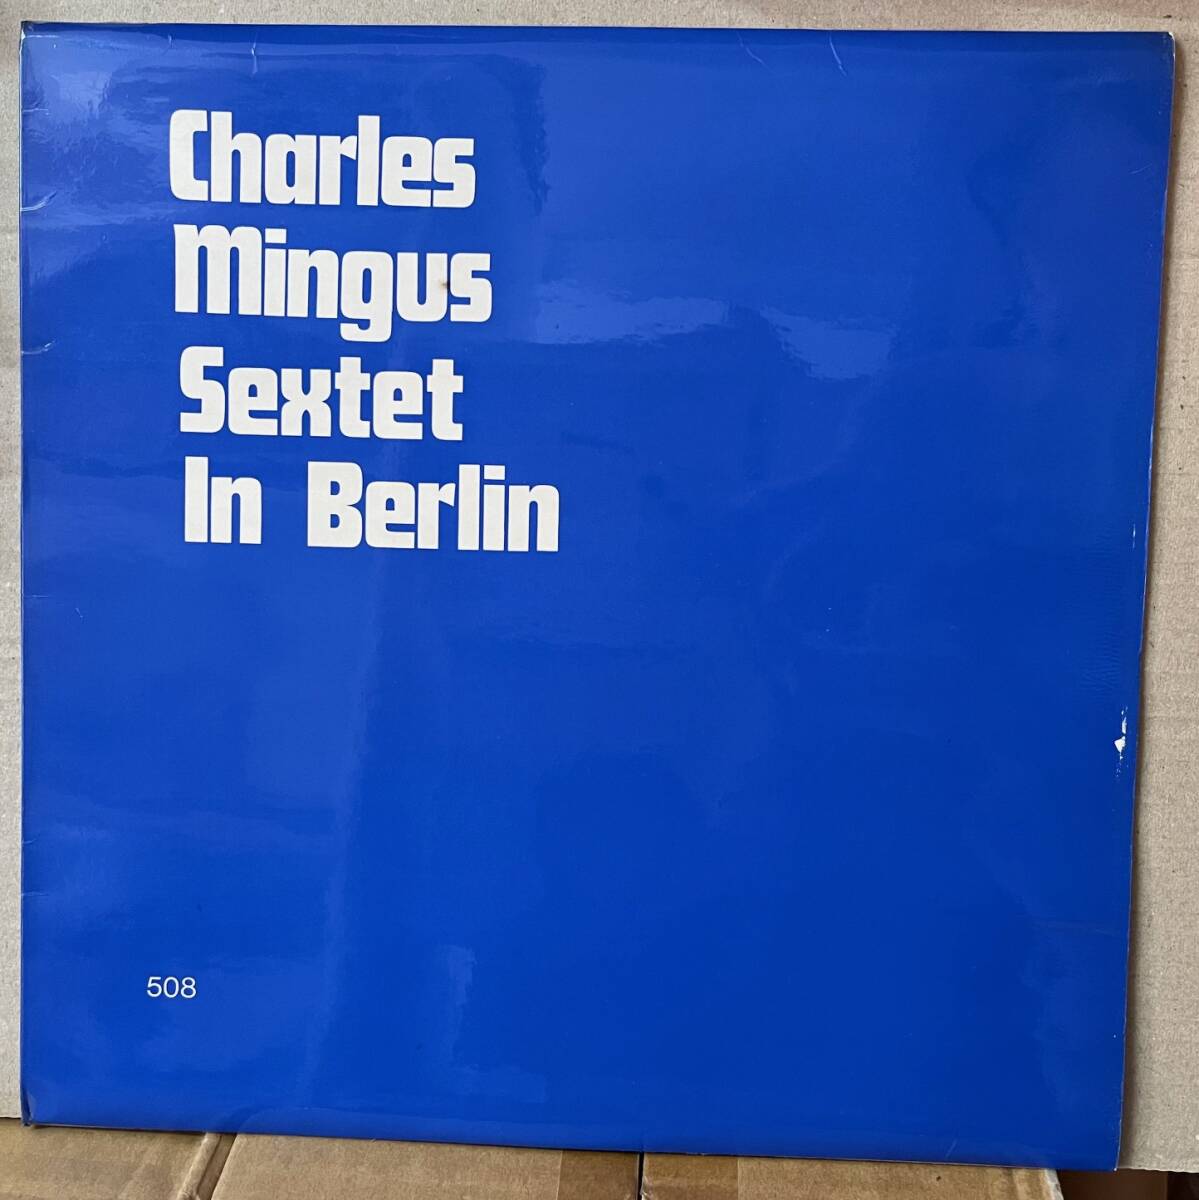 Charles
Mingus
Sextet
In Berlin
508